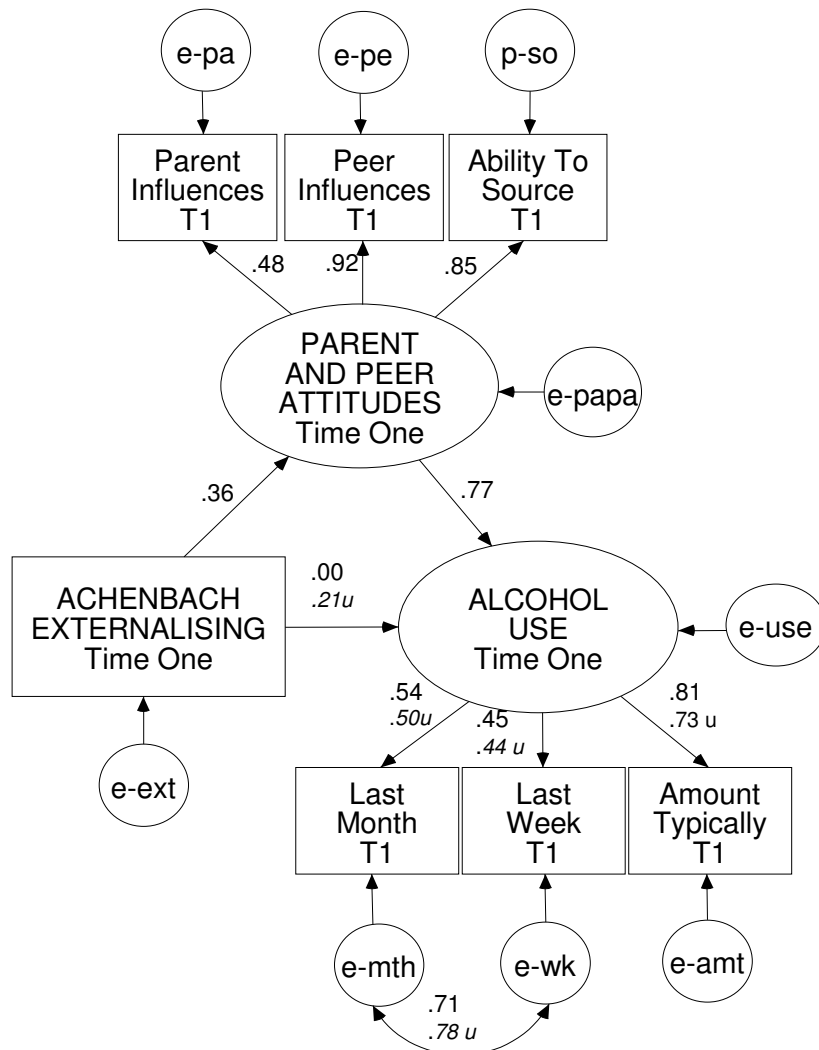 e-pa
e-pe
p-so
Parent
Influences
T1
Peer
Influences
T1
Ability To
Source
T1
.48
.92
.85
PARENT
AND PEER
ATTITUDES
Time One
e-papa
.36
.77
ACHENBACH
EXTERNALISING
Time One
.00
.21u
ALCOHOL
USE
Time One
e-use
e-ext
.54
.50u
.45
.44 u
.81
.73 u
Last
Month
T1
Last
Week
T1
Amount
Typically
T1
e-mth
e-wk
e-amt
.71
.78 u